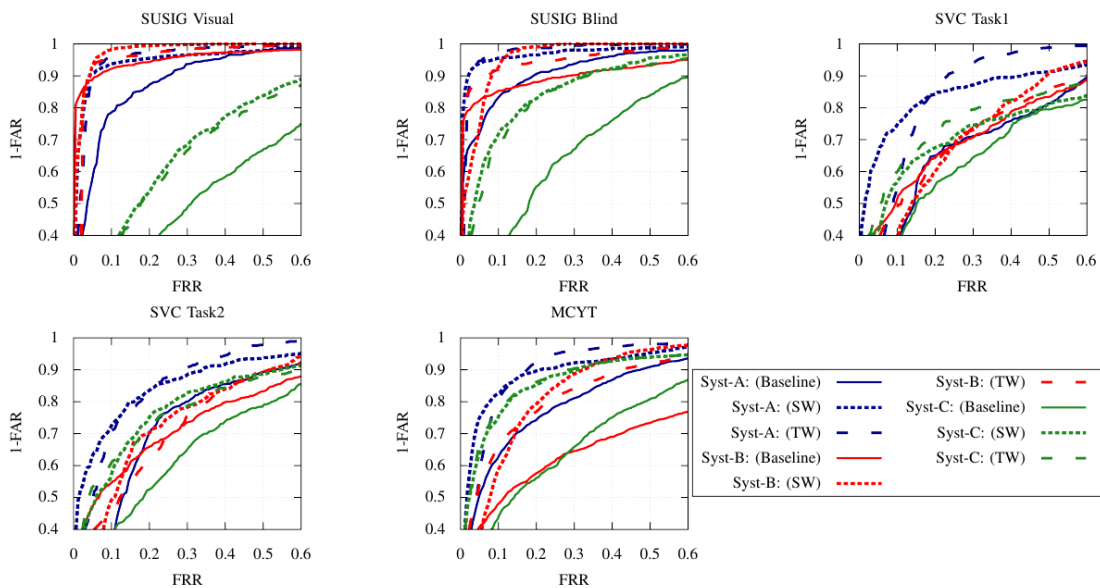 SUSIG Visual
1-FAR
1
0.9
0.8
0.7
0.6
0.5
0.4
0 0.1 0.2 0.3 0.4 0.5 0.6
FRR
SUSIG Blind
1-FAR
1
0.9
0.8
0.7
0.6
0.5
0.4
0 0.1 0.2 0.3 0.4 0.5 0.6
FRR
SVC Task1
1-FAR
1
0.9
0.8
0.7
0.6
0.5
0.4
0 0.1 0.2 0.3 0.4 0.5 0.6
FRR
SVC Task2
1-FAR
1
0.9
0.8
0.7
0.6
0.5
0.4
0 0.1 0.2 0.3 0.4 0.5 0.6
FRR
MCYT
1-FAR
1
0.9
0.8
0.7
0.6
0.5
0.4
0 0.1 0.2 0.3 0.4 0.5 0.6
FRR
Syst-A: (Baseline)
Syst-A: (SW)
Syst-A: (TW)
Syst-B: (Baseline)
Syst-B: (SW)
Syst-B: (TW)
Syst-C: (Baseline)
Syst-C: (SW)
Syst-C: (TW)